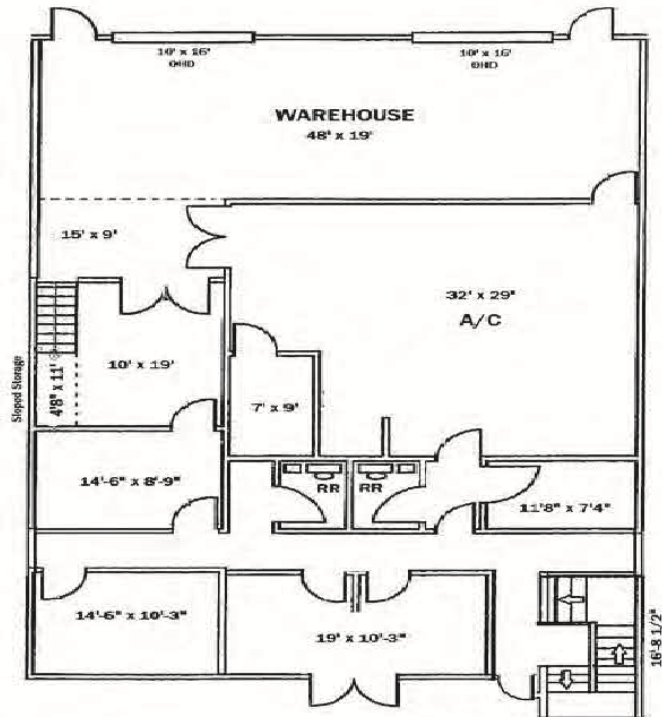 10' x 16'
OHD
10' x 16'
OHD
WAREHOUSE
48' x 19'
15' x 9'
32' x 29'
A/C
10' x 19'
Sloped Storage
4'8" x 11'
7' x 9'
14'-6" x 8'-9"
RR
RR
11'8" x 7'4"
14'-6" x 10'-3"
19' x 10'-3"
16'-8 1/2"